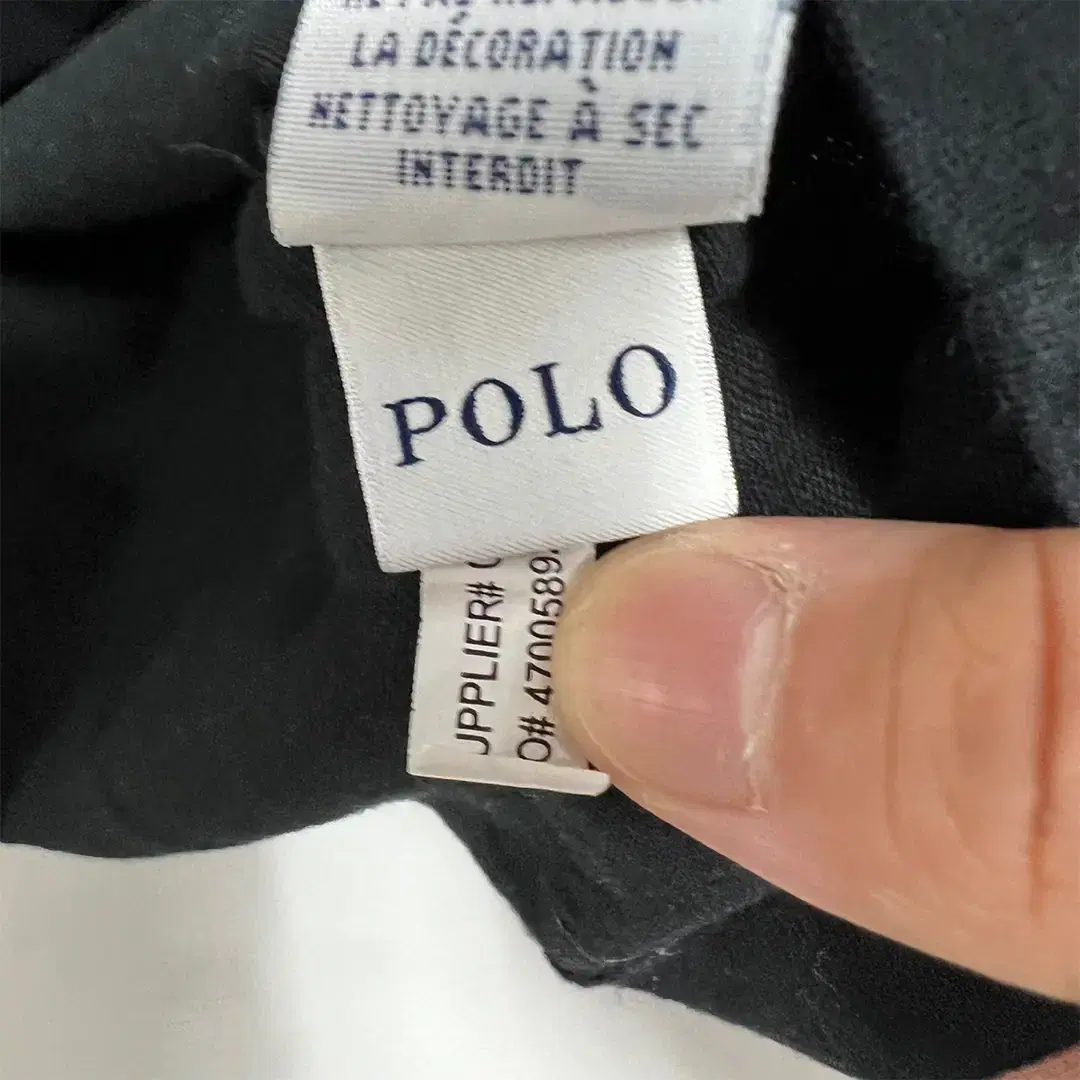 LA DÉCORATION
NETTOYAGE À SEC
INTERDIT
POLO
JPPLIER#
O# 4700589